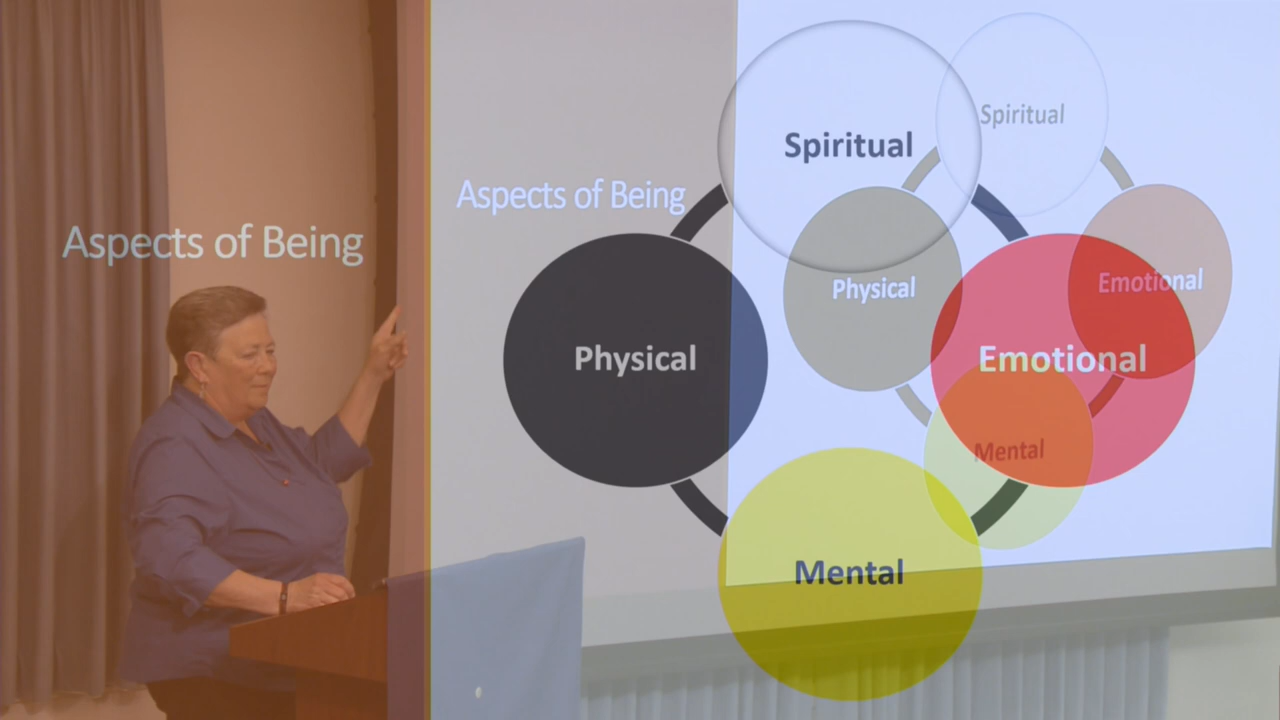 Aspects of Being
Spiritual
Physical
Emotional
Mental
Aspects of Being
Spiritual
Physical
Emotional
Mental